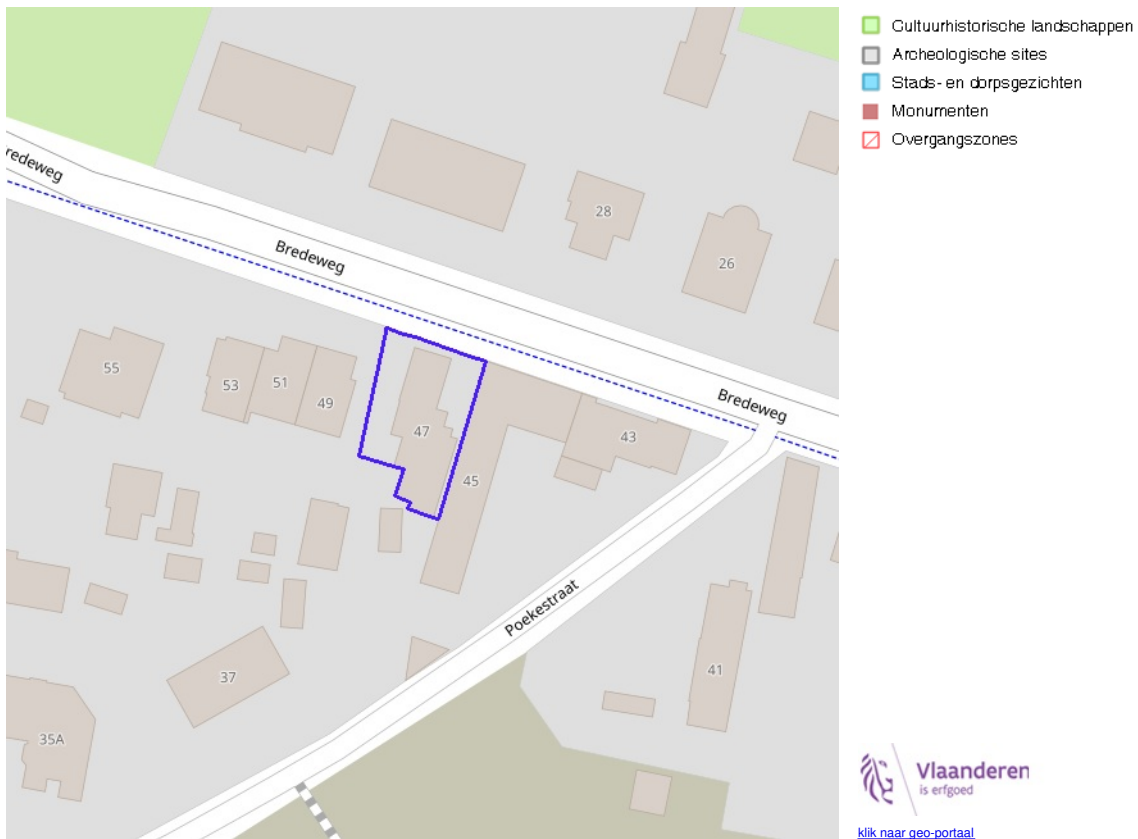 Cultuurhistorische landschappen
Archeologische sites
Stads- en dorpsgezichten
Monumenten
Overgangszones
redeweg
Bredeweg
Bredeweg
28
26
55
53
51
49
47
45
43
Poekestraat
41
37
35A
Vlaanderen
is erfgoed
klik naar geo-portaal